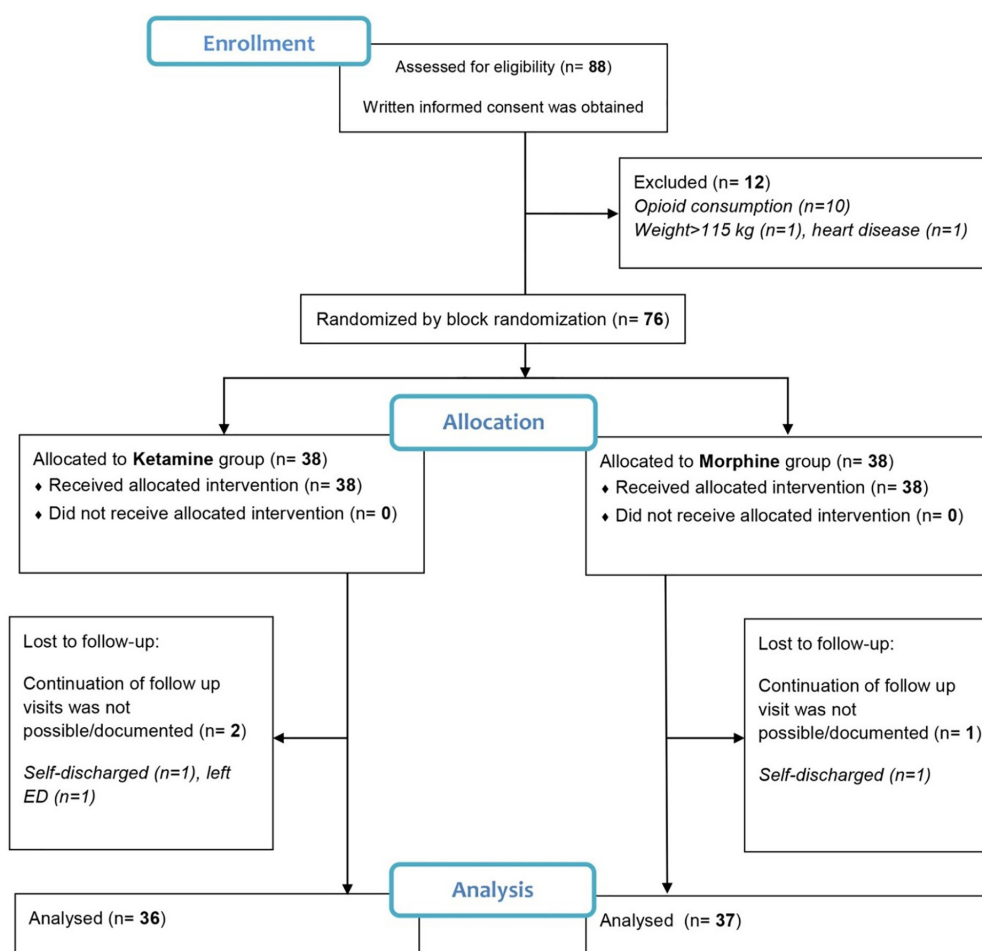 Enrollment
Assessed for eligibility (n= 88)
Written informed consent was obtained
Excluded (n= 12)
Opioid consumption (n=10)
Weight>115 kg (n=1), heart disease (n=1)
Randomized by block randomization (n= 76)
Allocation
Allocated to Ketamine group (n= 38)
♦ Received allocated intervention (n= 38)
♦ Did not receive allocated intervention (n= 0)
Allocated to Morphine group (n= 38)
♦ Received allocated intervention (n= 38)
♦ Did not receive allocated intervention (n= 0)
Lost to follow-up:
Continuation of follow up
visits was not
possible/documented (n= 2)
Self-discharged (n=1), left
ED (n=1)
Lost to follow-up:
Continuation of follow up
visit was not
possible/documented (n= 1)
Self-discharged (n=1)
Analysis
Analysed (n= 36)
Analysed (n= 37)